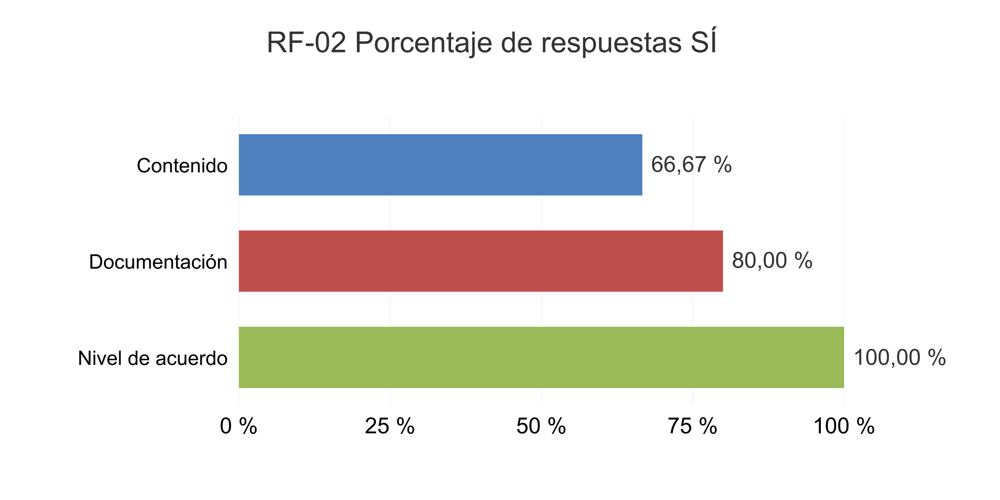 RF-02 Porcentaje de respuestas SÍ
Contenido
66,67 %
Documentación
80,00 %
Nivel de acuerdo
100,00 %
0 %
25 %
50 %
75 %
100 %